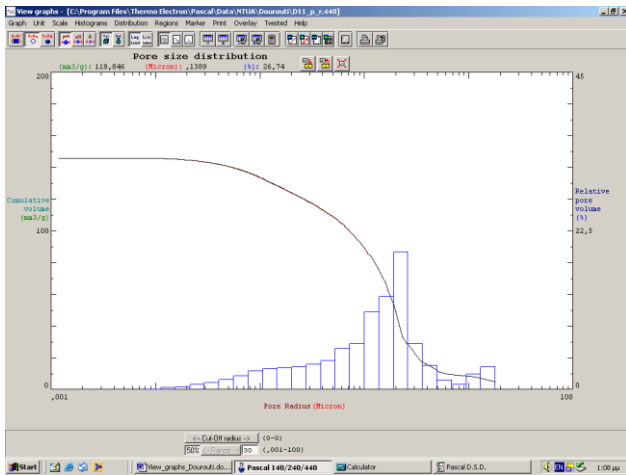 View graphs - [C:\Program Files\Thermo Electron\Pascal\Data\NTUA\Dourouti\D11_p_r.440]
Graph Unit Scale Histograms Distribution Regions Marker Print Overlay Twisted Help
Pore size distribution
(mm3/g): 118,846 (Micron): ,1389 (%): 26,74
200
45
Cumulative
volume
(mm3/g)
100
Relative
pore
volume
(%)
22,5
0
0
,001
100
Pore Radius (Micron)
<- Cut-Off radius -> (0-0)
50% <- Range -> 30 (,001-100)
Start
View_graphs_Dourouti.do...
Pascal 140/240/440
Calculator
Pascal D.S.D.
EN
1:08 μμ